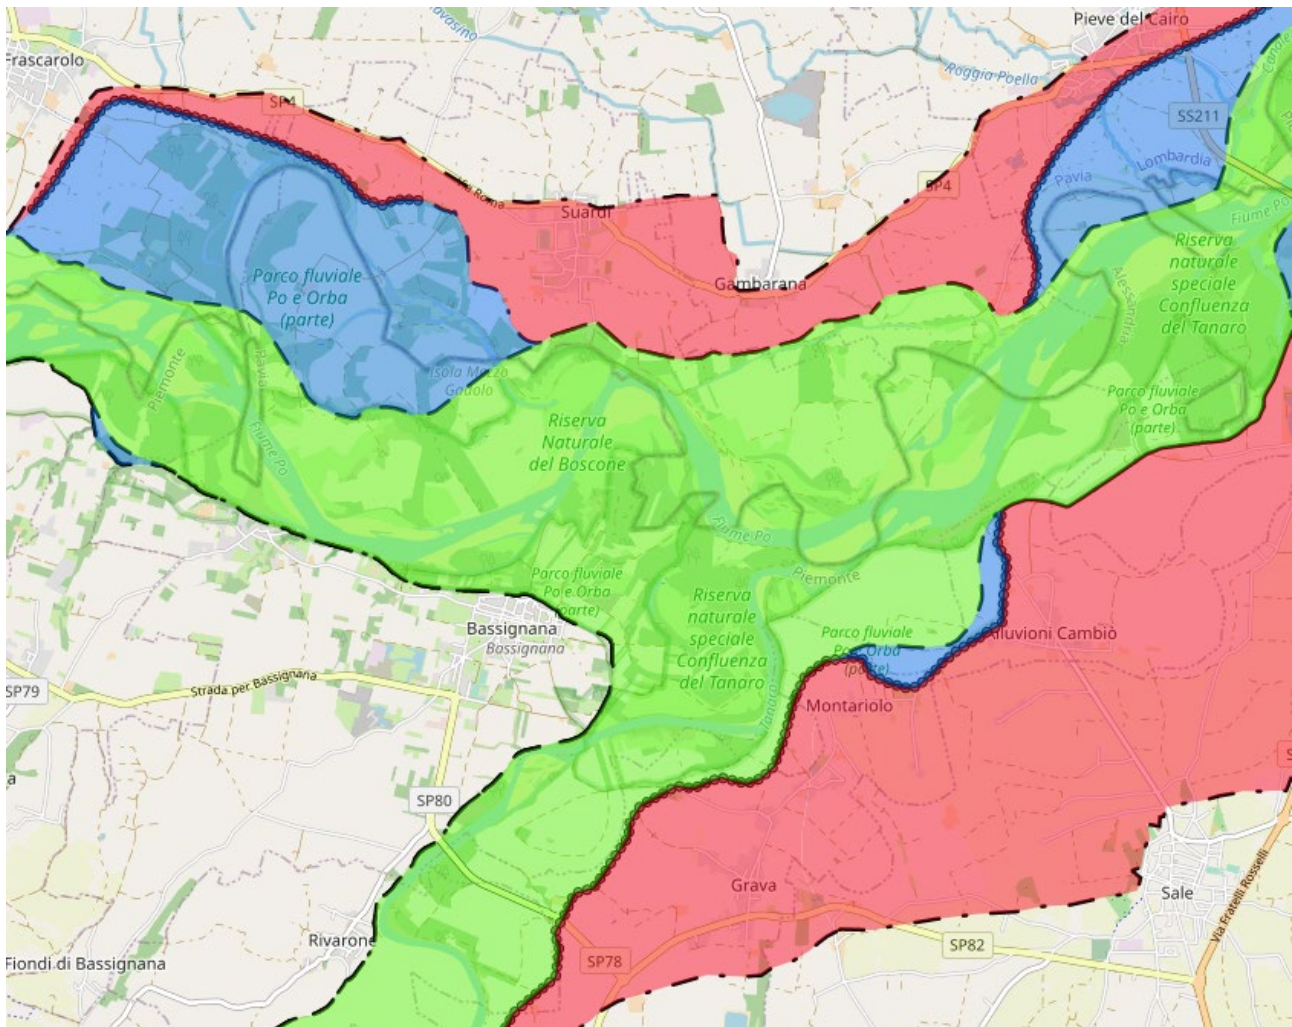 Pieve del Cairo
Frascarolo
Roggia Poella
SP4
SS211
Lombardia
Pavia
SP4
Roma
Suardi
Fiume Po
Riserva
naturale
speciale
Confluenza
del Tanaro
Parco fluviale
Po e Orba
(parte)
Gambarana
Alessandria
Piemonte
Pavia
Isola Mezzo
Parco fluviale
Po e Orba
(parte)
Riserva
Naturale
del Boscone
Fiume Po
Fiume Po
Parco fluviale
Po e Orba
(parte)
Piemonte
Riserva
naturale
speciale
Confluenza
del Tanaro
Bassignana
Bassignana
Parco fluviale
Po e Orba
(parte)
Alluvioni Cambiò
SP79
Strada per Bassignana
Tanaro
Montariolo
SP80
Grava
Sale
Via Fratelli Rosselli
Rivarone
SP82
SP78
Fiondi di Bassignana